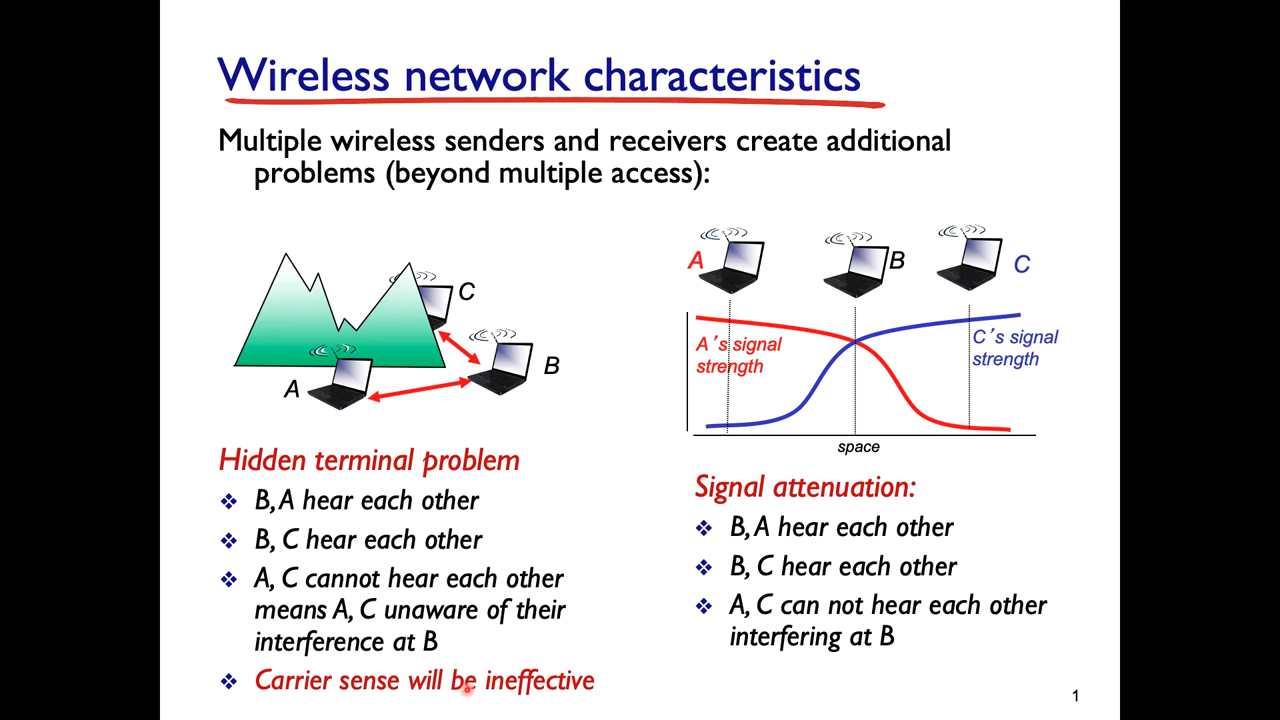 Wireless network characteristics
Multiple wireless senders and receivers create additional
problems (beyond multiple access):
C
B
A
Hidden terminal problem
❖ B, A hear each other
❖ B, C hear each other
❖ A, C cannot hear each other
means A, C unaware of their
interference at B
❖ Carrier sense will be ineffective
A
B
C
A's signal
strength
C's signal
strength
space
Signal attenuation:
❖ B, A hear each other
❖ B, C hear each other
❖ A, C can not hear each other
interfering at B
1